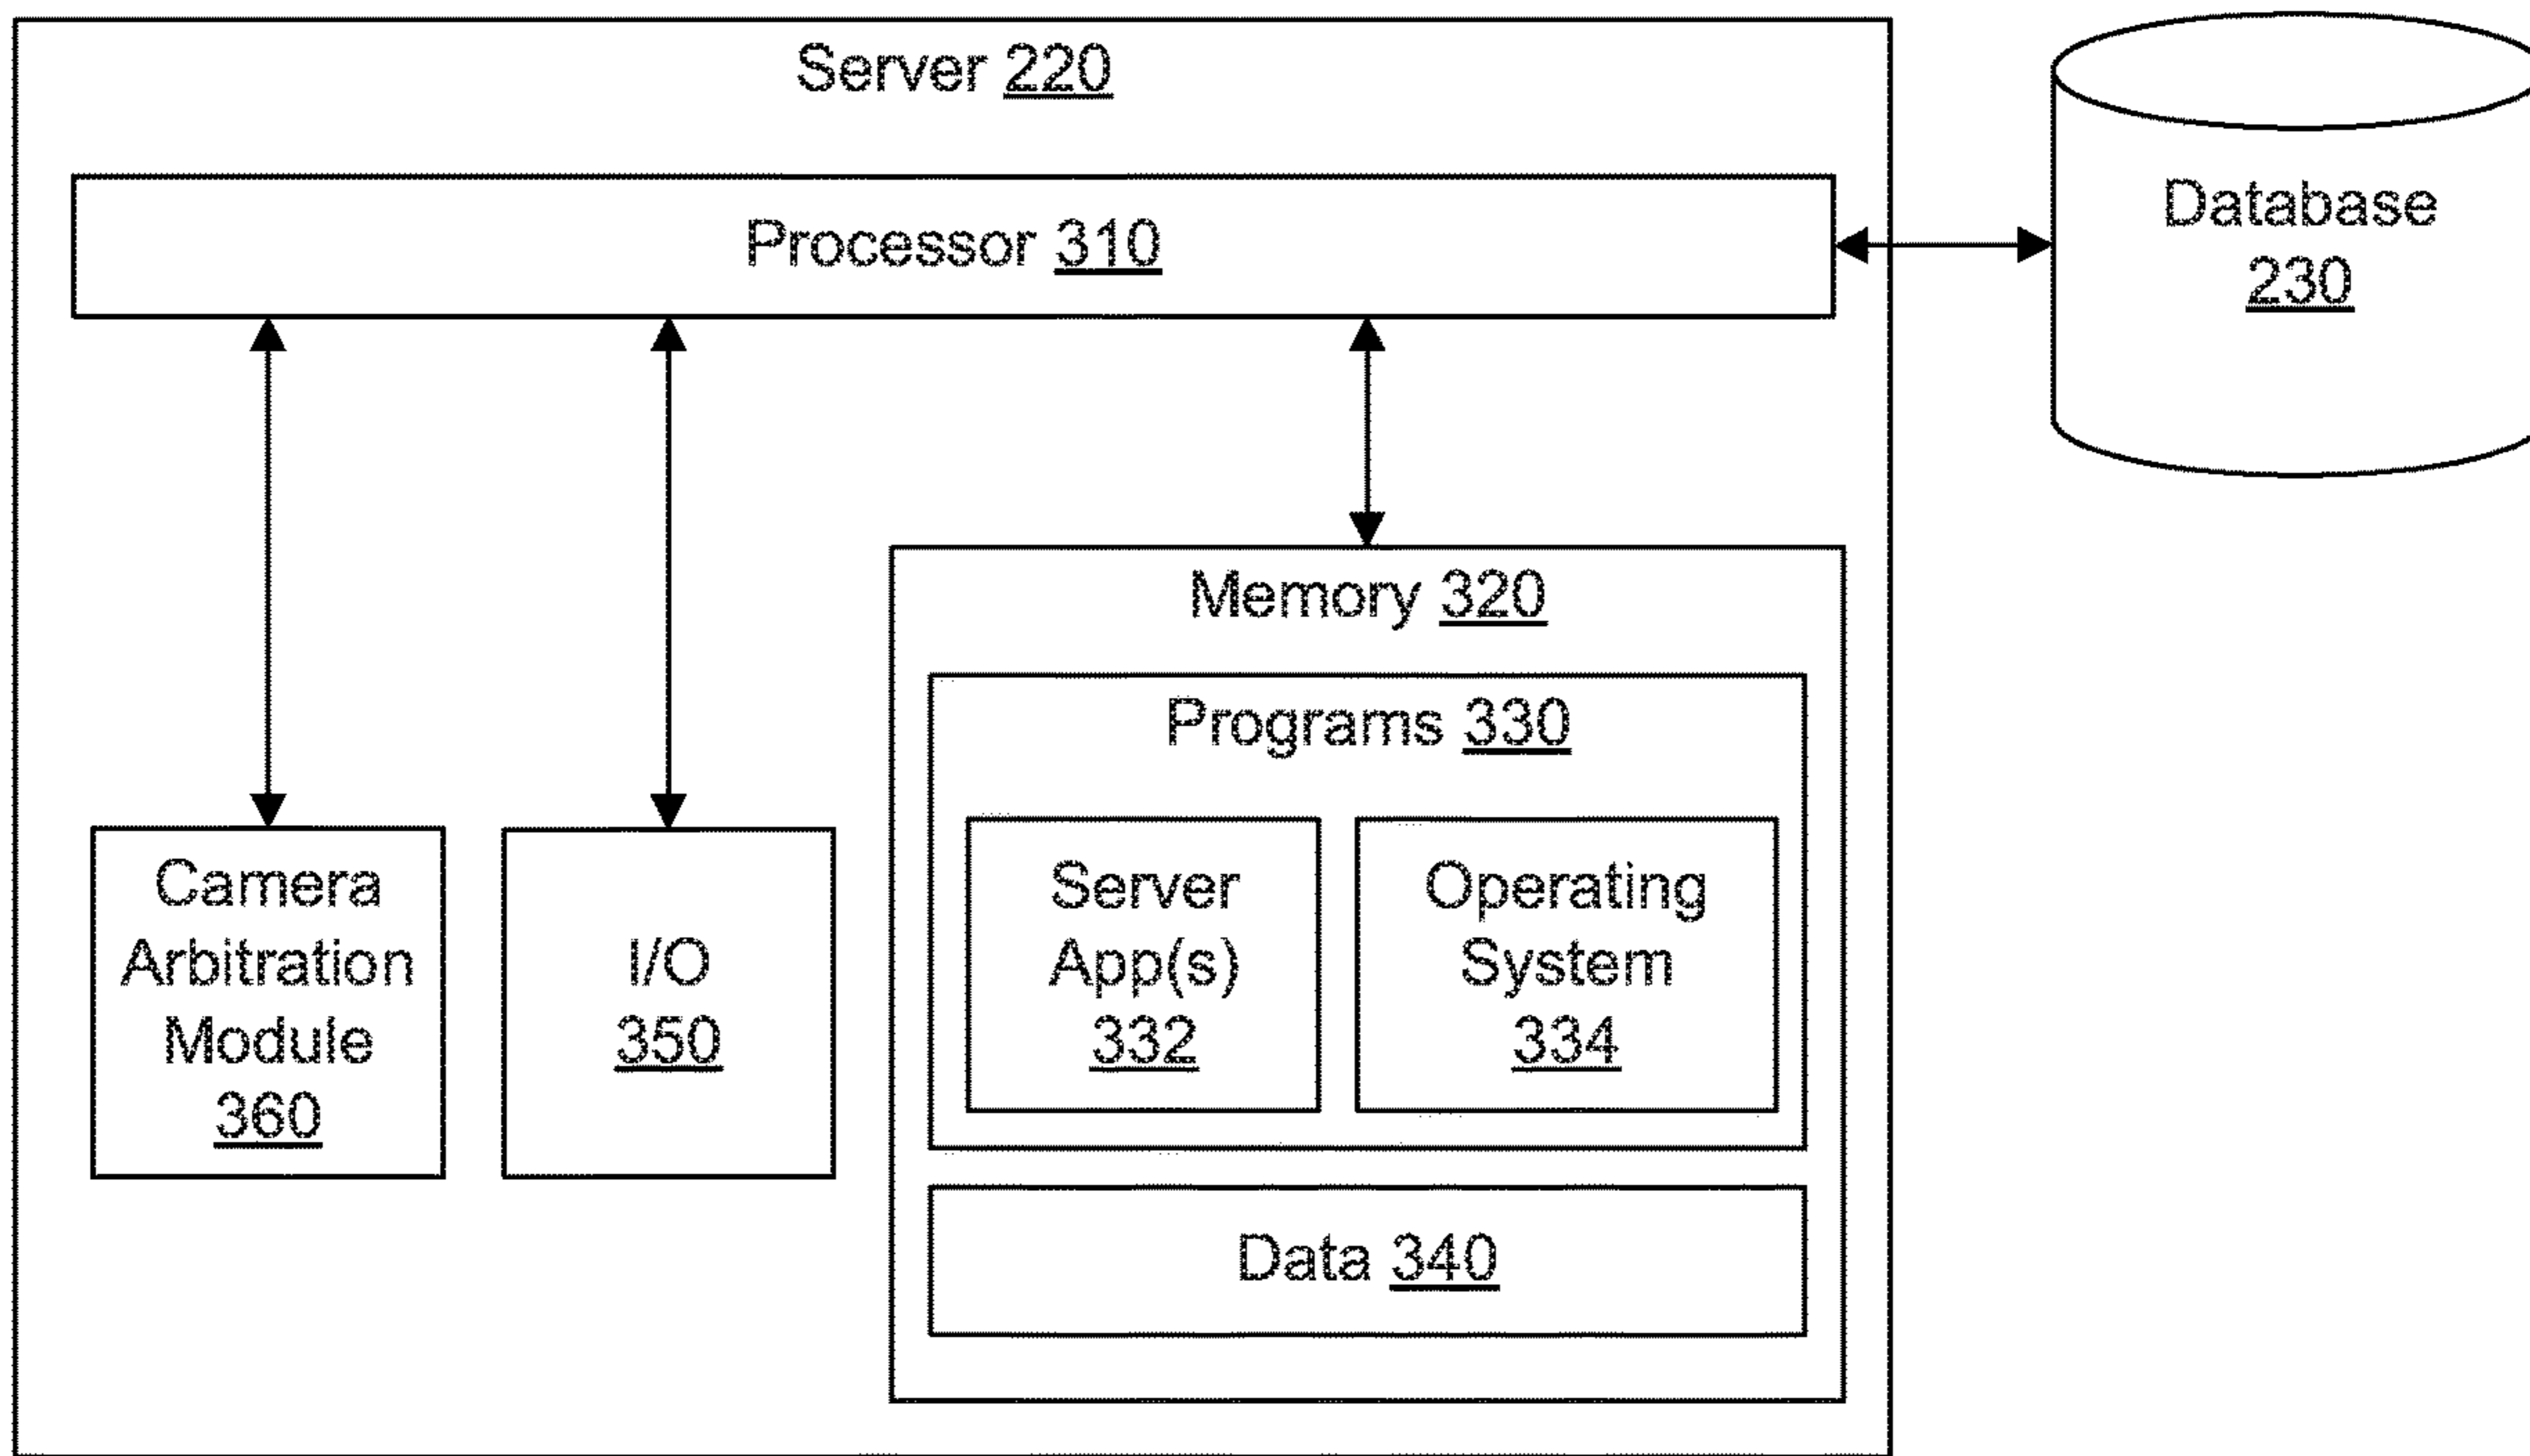 Server 220
Processor 310
Database
230
Memory 320
Programs 330
Camera
Arbitration
Module
360
I/O
350
Server
App(s)
332
Operating
System
334
Data 340